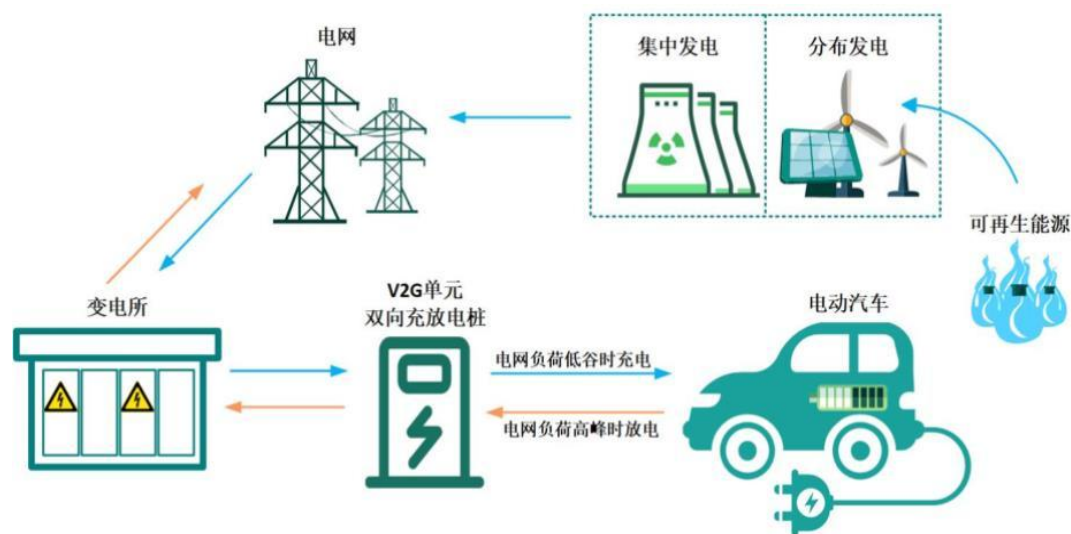 电网
集中发电
分布发电
可再生能源
变电所
V2G单元
双向充放电桩
电动汽车
电网负荷低谷时充电
电网负荷高峰时放电